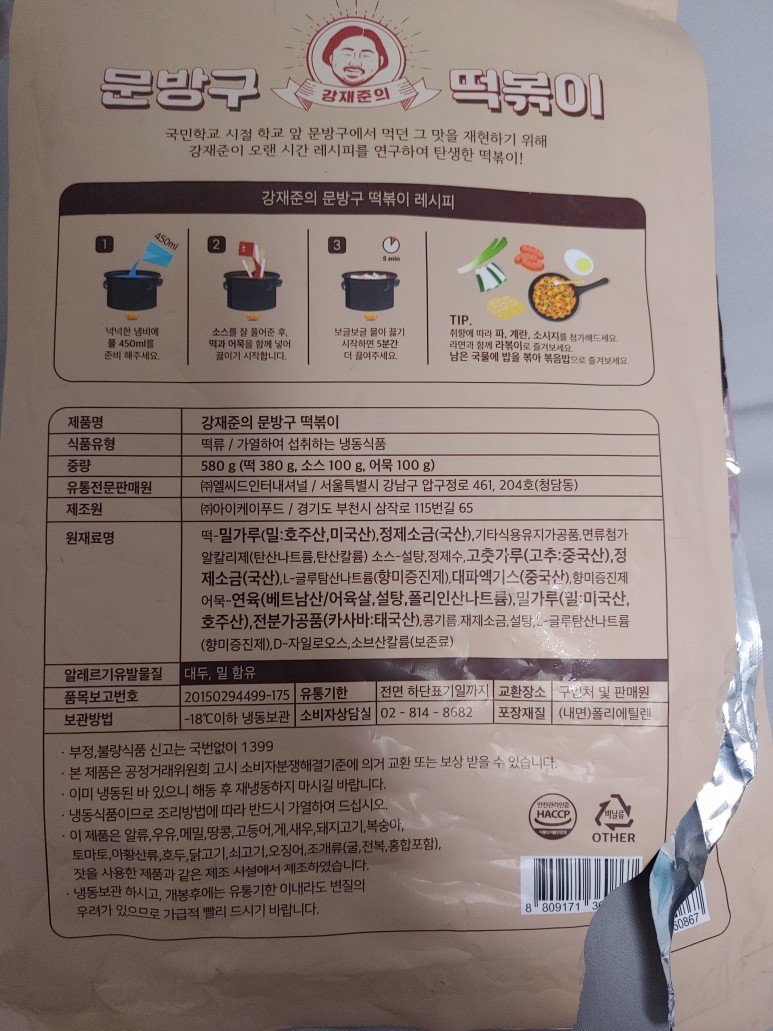 문방구 강재준의 떡볶이
국민학교 시절 학교 앞 문방구에서 먹던 그 맛을 재현하기 위해
강재준이 오랜 시간 레시피를 연구하여 탄생한 떡볶이!
강재준의 문방구 떡볶이 레시피
1
450ml
넉넉한 냄비에
물 450ml를
준비 해주세요.
2
소스를 잘 풀어준 후,
떡과 어묵을 함께 넣어
끓이기 시작합니다.
3
5 min
보글보글 물이 끓기
시작하면 5분간
더 끓여주세요.
TIP.
취향에 따라 파, 계란, 소시지를 첨가해드세요.
라면과 함께 라볶이로 즐겨보세요.
남은 국물에 밥을 볶아 볶음밥으로 즐겨보세요.
제품명 강재준의 문방구 떡볶이
식품유형 떡류 / 가열하여 섭취하는 냉동식품
중량 580 g (떡 380 g, 소스 100 g, 어묵 100 g)
유통전문판매원 ㈜엘씨드인터내셔널 / 서울특별시 강남구 압구정로 461, 204호(청담동)
제조원 ㈜아이케이푸드 / 경기도 부천시 삼작로 115번길 65
원재료명 떡-밀가루(밀:호주산,미국산),정제소금(국산),기타식용유지가공품,면류첨가
알칼리제(탄산나트륨,탄산칼륨) 소스-설탕,정제수,고춧가루(고추:중국산),정
제소금(국산),L-글루탐산나트륨(향미증진제),대파엑기스(중국산),향미증진제
어묵-연육(베트남산/어육살,설탕,폴리인산나트륨),밀가루(밀:미국산,
호주산),전분가공품(카사바:태국산),콩기름,재제소금,설탕,L-글루탐산나트륨
(향미증진제),D-자일로오스,소브산칼륨(보존료)
알레르기유발물질 대두, 밀 함유
품목보고번호 20150294499-175 유통기한 전면 하단표기일까지 교환장소 구입처 및 판매원
보관방법 -18℃이하 냉동보관 소비자상담실 02 - 814 - 8682 포장재질 (내면)폴리에틸렌
· 부정,불량식품 신고는 국번없이 1399
· 본 제품은 공정거래위원회 고시 소비자분쟁해결기준에 의거 교환 또는 보상 받을 수 있습니다.
· 이미 냉동된 바 있으니 해동 후 재냉동하지 마시길 바랍니다.
· 냉동식품이므로 조리방법에 따라 반드시 가열하여 드십시오.
· 이 제품은 알류,우유,메밀,땅콩,고등어,게,새우,돼지고기,복숭아,
토마토,아황산류,호두,닭고기,쇠고기,오징어,조개류(굴,전복,홍합포함),
잣을 사용한 제품과 같은 제조 시설에서 제조하였습니다.
· 냉동보관 하시고, 개봉후에는 유통기한 이내라도 변질의
우려가 있으므로 가급적 빨리 드시기 바랍니다.
안전관리인증
HACCP
식품의약품안전처
비닐류
OTHER
8 809171 3
60867